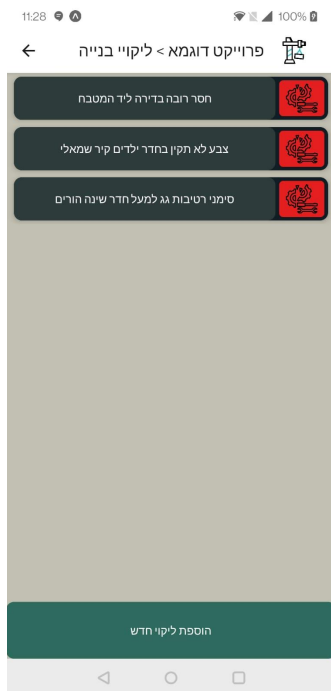 11:28
100%
פרוייקט דוגמא > ליקויי בנייה
חסר רובה בדירה ליד המטבח
צבע לא תקין בחדר ילדים קיר שמאלי
סימני רטיבות גג למעל חדר שינה הורים
הוספת ליקוי חדש